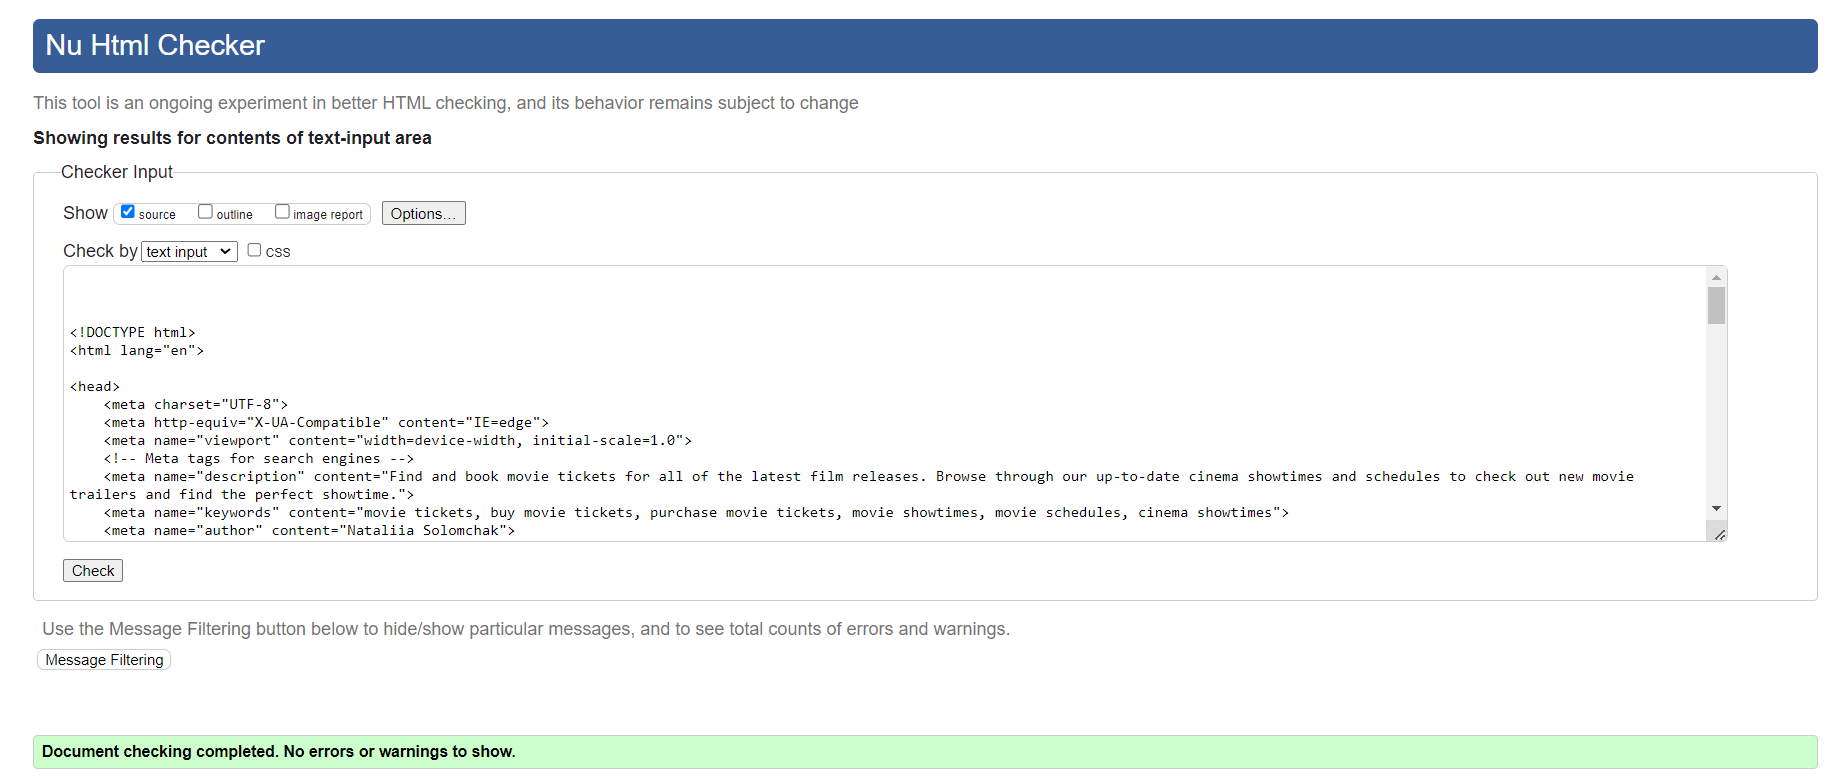 Nu Html Checker
This tool is an ongoing experiment in better HTML checking, and its behavior remains subject to change
Showing results for contents of text-input area
Checker Input
Show source outline image report Options...
Check by text input CSS
<!DOCTYPE html>
<html lang="en">
<head>
<meta charset="UTF-8">
<meta http-equiv="X-UA-Compatible" content="IE=edge">
<meta name="viewport" content="width=device-width, initial-scale=1.0">
<!-- Meta tags for search engines -->
<meta name="description" content="Find and book movie tickets for all of the latest film releases. Browse through our up-to-date cinema showtimes and schedules to check out new movie
trailers and find the perfect showtime.">
<meta name="keywords" content="movie tickets, buy movie tickets, purchase movie tickets, movie showtimes, movie schedules, cinema showtimes">
<meta name="author" content="Nataliia Solomchak">
Check
Use the Message Filtering button below to hide/show particular messages, and to see total counts of errors and warnings.
Message Filtering
Document checking completed. No errors or warnings to show.